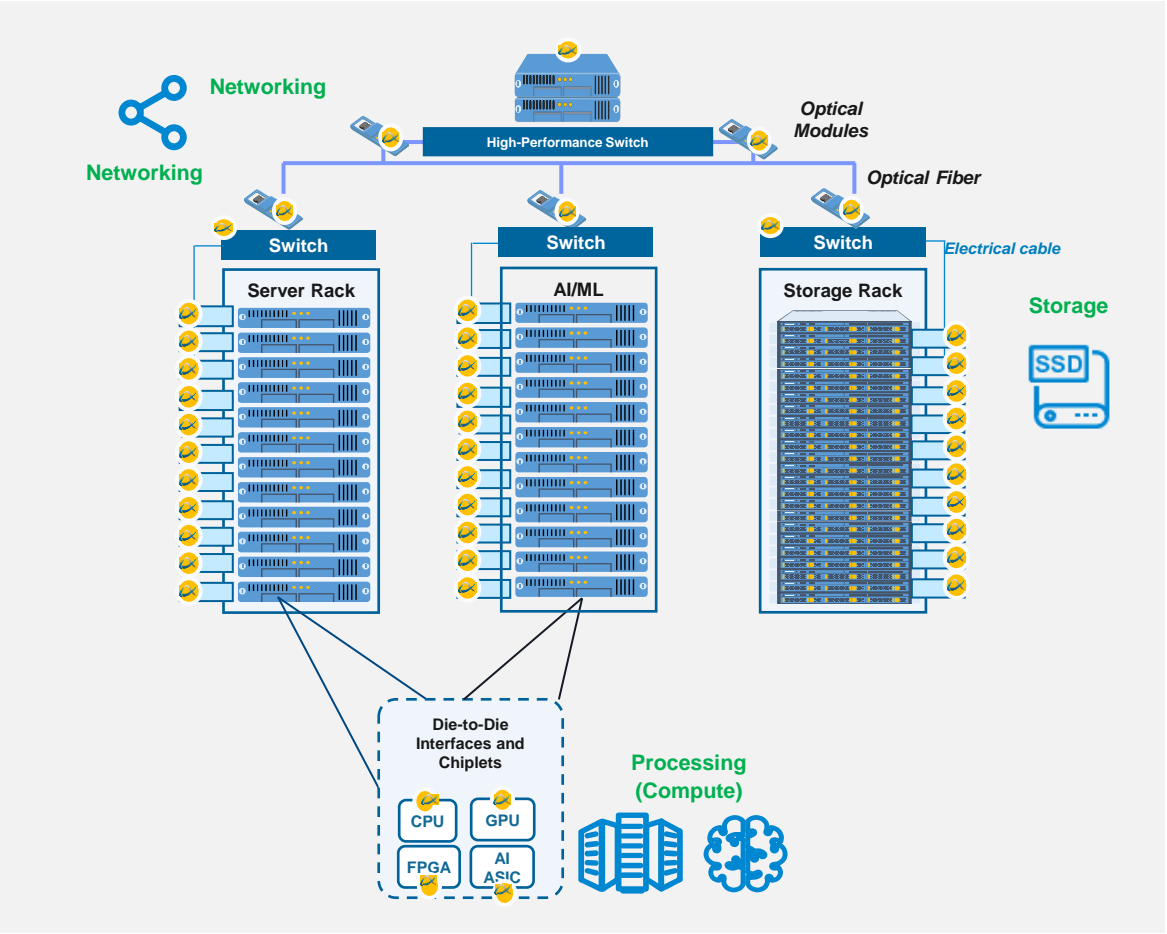 Networking
Networking
High-Performance Switch
Optical
Modules
Optical Fiber
Switch
Switch
Switch
Electrical cable
Server Rack
AI/ML
Storage Rack
Storage
SSD
Die-to-Die
Interfaces and
Chiplets
CPU
GPU
FPGA
AI
ASIC
Processing
(Compute)